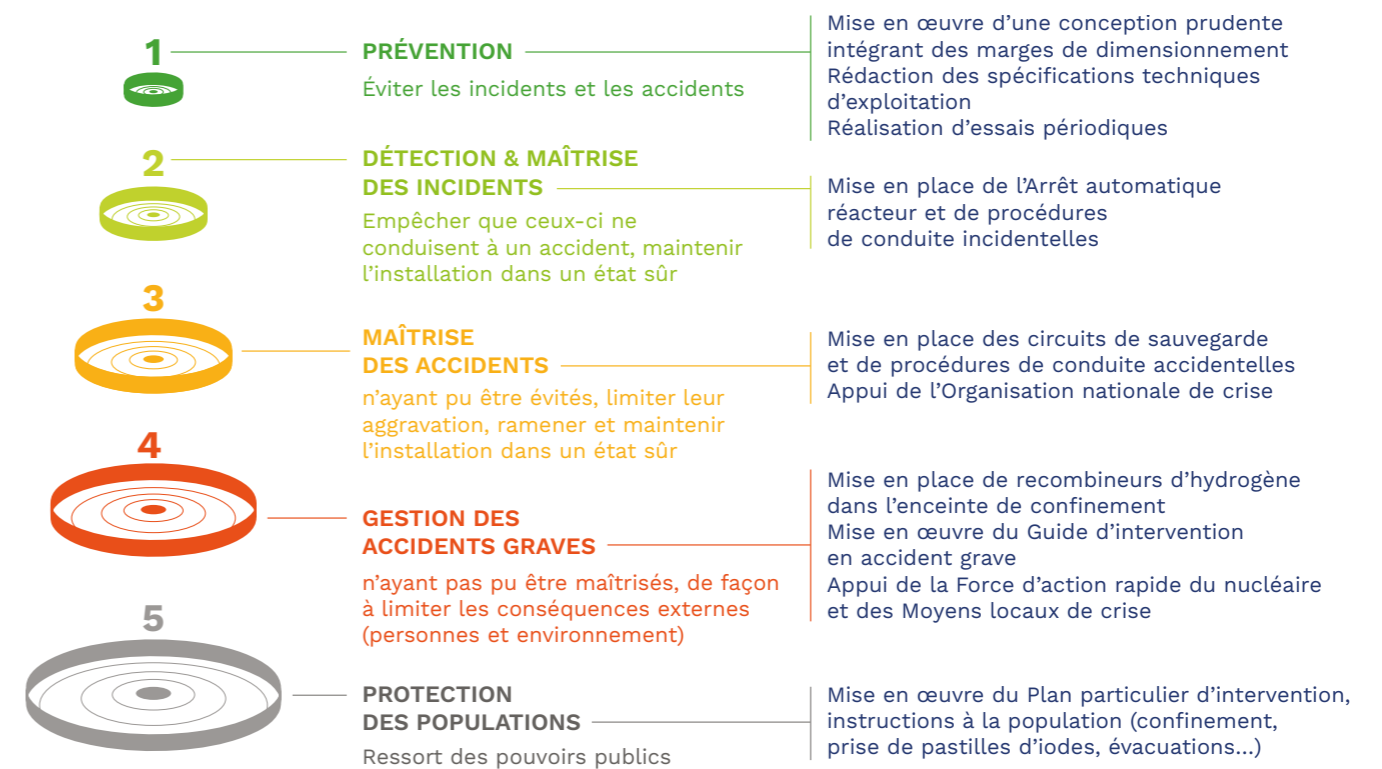 1
PRÉVENTION
Éviter les incidents et les accidents
Mise en œuvre d’une conception prudente
intégrant des marges de dimensionnement
Rédaction des spécifications techniques
d’exploitation
Réalisation d’essais périodiques
2
DÉTECTION & MAÎTRISE
DES INCIDENTS
Empêcher que ceux-ci ne
conduisent à un accident, maintenir
l’installation dans un état sûr
Mise en place de l’Arrêt automatique
réacteur et de procédures
de conduite incidentelles
3
MAÎTRISE
DES ACCIDENTS
n’ayant pu être évités, limiter leur
aggravation, ramener et maintenir
l’installation dans un état sûr
Mise en place des circuits de sauvegarde
et de procédures de conduite accidentelles
Appui de l’Organisation nationale de crise
4
GESTION DES
ACCIDENTS GRAVES
n’ayant pas pu être maîtrisés, de façon
à limiter les conséquences externes
(personnes et environnement)
Mise en place de recombineurs d’hydrogène
dans l’enceinte de confinement
Mise en œuvre du Guide d’intervention
en accident grave
Appui de la Force d’action rapide du nucléaire
et des Moyens locaux de crise
5
PROTECTION
DES POPULATIONS
Ressort des pouvoirs publics
Mise en œuvre du Plan particulier d’intervention,
instructions à la population (confinement,
prise de pastilles d’iodes, évacuations…)